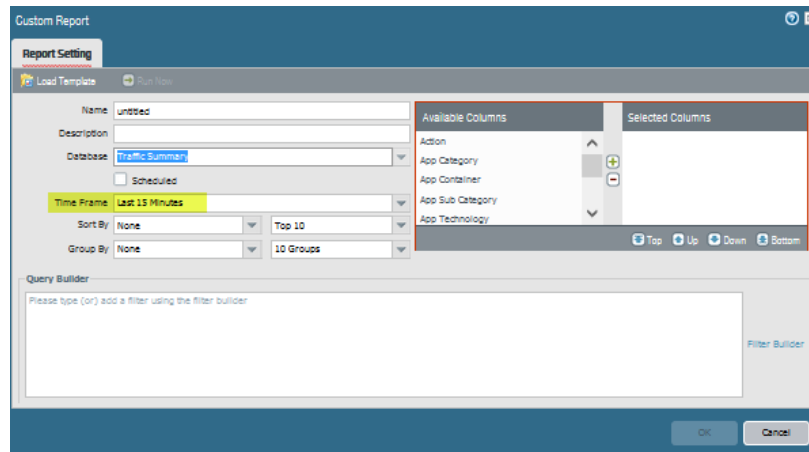 Custom Report
Report Setting
Load Template Run Now
Name untitled
Description
Database Traffic Summary
Scheduled
Time Frame Last 15 Minutes
Sort By None Top 10
Group By None 10 Groups
Available Columns
Action
App Category
App Container
App Sub Category
App Technology
Selected Columns
Top Up Down Bottom
Query Builder
Please type (or) add a filter using the filter builder
Filter Builder
OK Cancel